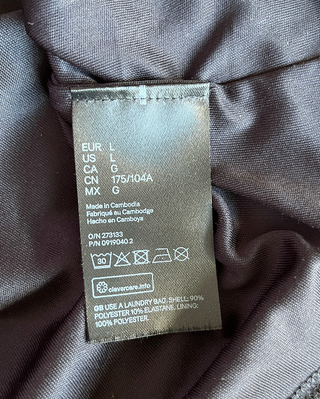 EUR L
US L
CA G
CN 175/104A
MX G
Made in Cambodia
Fabriqué au Cambodge
Hecho en Camboya
O/N 273133
P/N 0919040 2
30
clevercare.info
GB USE A LAUNDRY BAG. SHELL: 90%
POLYESTER 10% ELASTANE. LINING:
100% POLYESTER.